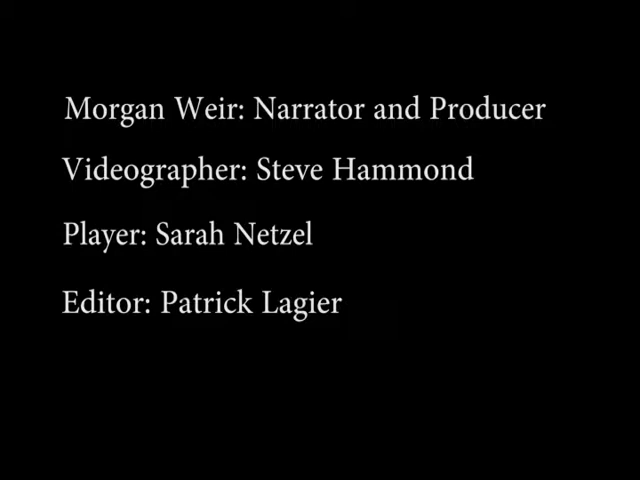 Morgan Weir: Narrator and Producer
Videographer: Steve Hammond
Player: Sarah Netzel
Editor: Patrick Lagier